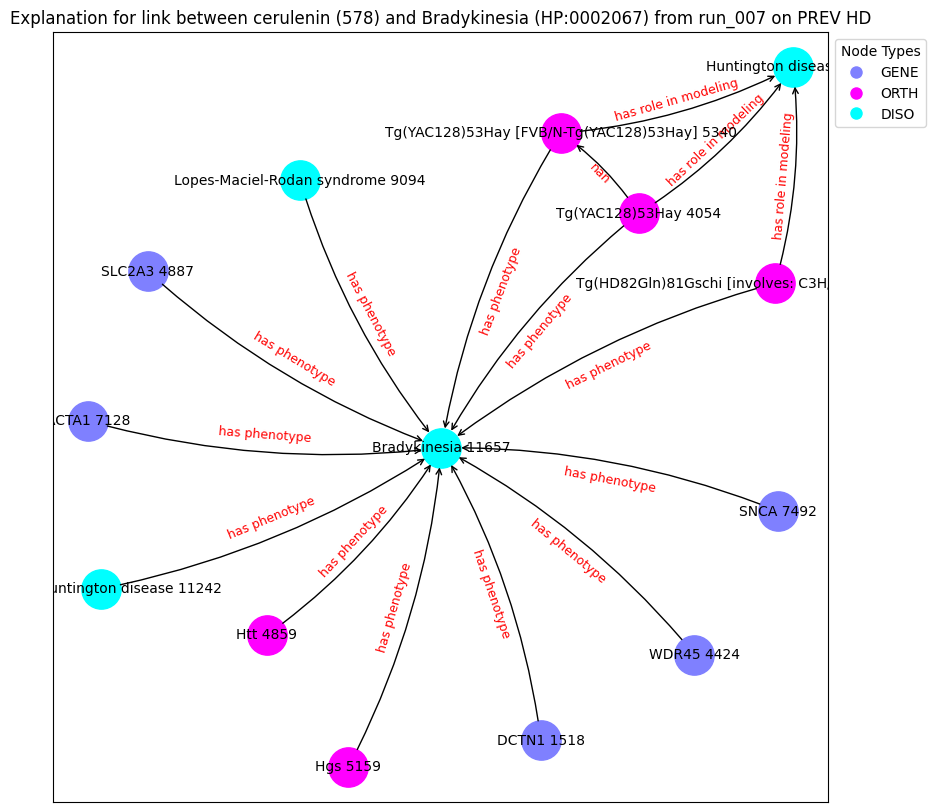 Explanation for link between cerulenin (578) and Bradykinesia (HP:0002067) from run_007 on PREV HD
Node Types
GENE
ORTH
DISO
Huntington diseas
has role in modeling
Tg(YAC128)53Hay [FVB/N-Tg(YAC128)53Hay] 5340
has role in modeling
has role in modeling
nan
Lopes-Maciel-Rodan syndrome 9094
Tg(YAC128)53Hay 4054
SLC2A3 4887
Tg(HD82Gln)81Gschi [involves: C3H/
has phenotype
has phenotype
has phenotype
has phenotype
has phenotype
CTA1 7128
has phenotype
Bradykinesia 11657
has phenotype
SNCA 7492
has phenotype
has phenotype
has phenotype
untington disease 11242
has phenotype
has phenotype
Htt 4859
WDR45 4424
DCTN1 1518
Hgs 5159